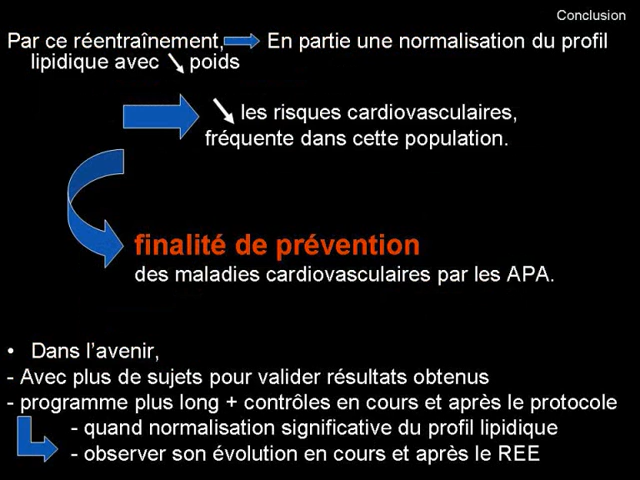 Conclusion
Par ce réentraînement, En partie une normalisation du profil
lipidique avec poids
les risques cardiovasculaires,
fréquente dans cette population.
finalité de prévention
des maladies cardiovasculaires par les APA.
• Dans l'avenir,
- Avec plus de sujets pour valider résultats obtenus
- programme plus long + contrôles en cours et après le protocole
- quand normalisation significative du profil lipidique
- observer son évolution en cours et après le REE